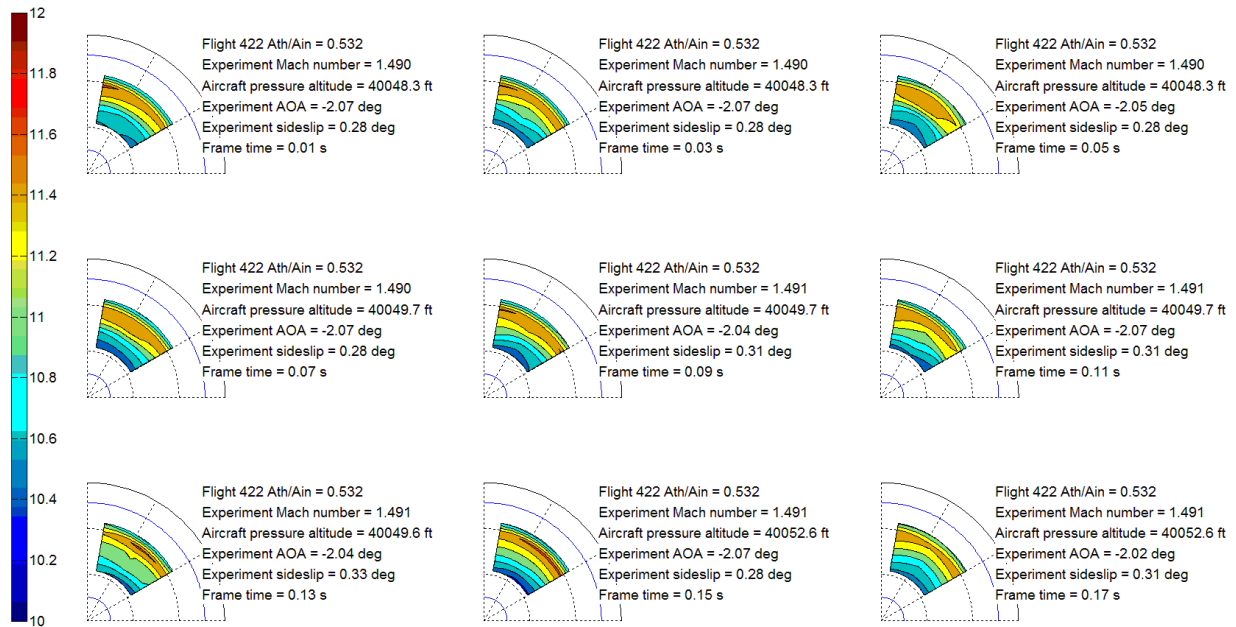 12
11.8
11.6
11.4
11.2
11
10.8
10.6
10.4
10.2
10
Flight 422 Ath/Ain = 0.532
Experiment Mach number = 1.490
Aircraft pressure altitude = 40048.3 ft
Experiment AOA = -2.07 deg
Experiment sideslip = 0.28 deg
Frame time = 0.01 s
Flight 422 Ath/Ain = 0.532
Experiment Mach number = 1.490
Aircraft pressure altitude = 40048.3 ft
Experiment AOA = -2.07 deg
Experiment sideslip = 0.28 deg
Frame time = 0.03 s
Flight 422 Ath/Ain = 0.532
Experiment Mach number = 1.490
Aircraft pressure altitude = 40048.3 ft
Experiment AOA = -2.05 deg
Experiment sideslip = 0.28 deg
Frame time = 0.05 s
Flight 422 Ath/Ain = 0.532
Experiment Mach number = 1.490
Aircraft pressure altitude = 40049.7 ft
Experiment AOA = -2.07 deg
Experiment sideslip = 0.28 deg
Frame time = 0.07 s
Flight 422 Ath/Ain = 0.532
Experiment Mach number = 1.491
Aircraft pressure altitude = 40049.7 ft
Experiment AOA = -2.04 deg
Experiment sideslip = 0.31 deg
Frame time = 0.09 s
Flight 422 Ath/Ain = 0.532
Experiment Mach number = 1.491
Aircraft pressure altitude = 40049.7 ft
Experiment AOA = -2.07 deg
Experiment sideslip = 0.31 deg
Frame time = 0.11 s
Flight 422 Ath/Ain = 0.532
Experiment Mach number = 1.491
Aircraft pressure altitude = 40049.6 ft
Experiment AOA = -2.04 deg
Experiment sideslip = 0.33 deg
Frame time = 0.13 s
Flight 422 Ath/Ain = 0.532
Experiment Mach number = 1.491
Aircraft pressure altitude = 40052.6 ft
Experiment AOA = -2.07 deg
Experiment sideslip = 0.28 deg
Frame time = 0.15 s
Flight 422 Ath/Ain = 0.532
Experiment Mach number = 1.491
Aircraft pressure altitude = 40052.6 ft
Experiment AOA = -2.02 deg
Experiment sideslip = 0.31 deg
Frame time = 0.17 s